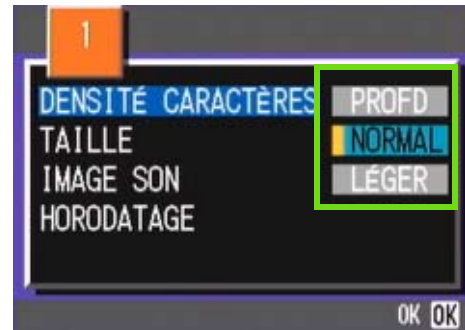 1
DENSITÉ CARACTÈRES PROFD
TAILLE NORMAL
IMAGE SON LÉGER
HORODATAGE
OK OK